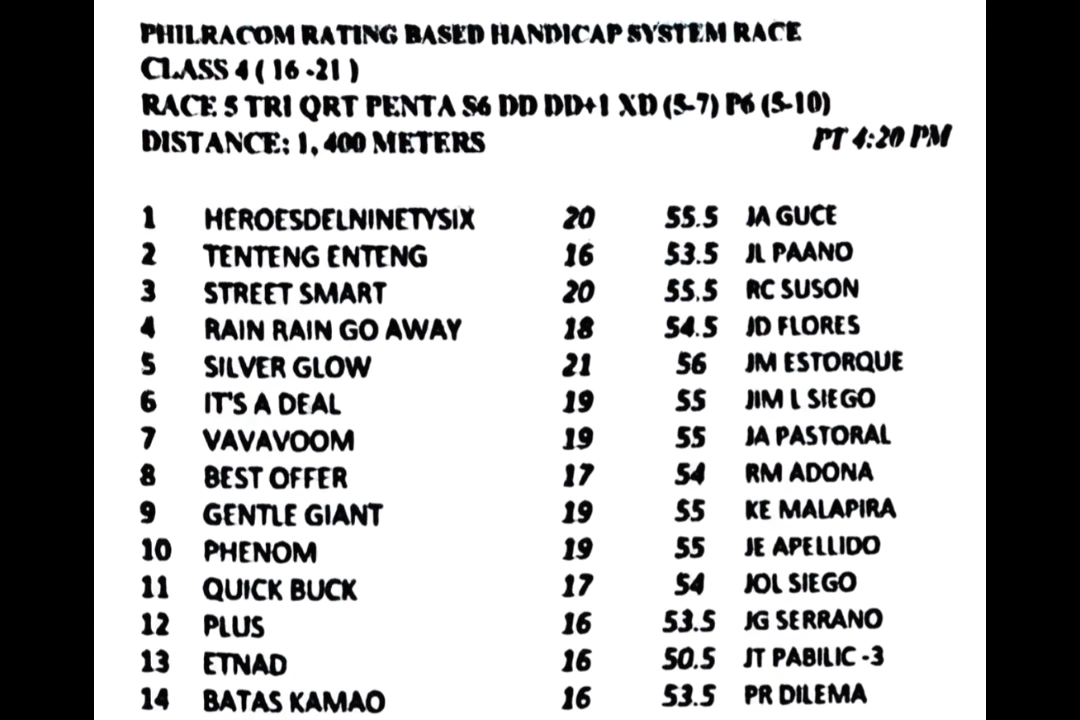 PHILRACOM RATING BASED HANDICAP SYSTEM RACE
CLASS 4 ( 16 -21 )
RACE 5 TRI QRT PENTA S6 DD DD+1 XD (5-7) P6 (5-10)
DISTANCE: 1, 400 METERS PT 4:20 PM
1 HEROESDELNINETYSIX 20 55.5 JA GUCE
2 TENTENG ENTENG 16 53.5 JL PAANO
3 STREET SMART 20 55.5 RC SUSON
4 RAIN RAIN GO AWAY 18 54.5 JD FLORES
5 SILVER GLOW 21 56 JM ESTORQUE
6 IT'S A DEAL 19 55 JIM L SIEGO
7 VAVAVOOM 19 55 JA PASTORAL
8 BEST OFFER 17 54 RM ADONA
9 GENTLE GIANT 19 55 KE MALAPIRA
10 PHENOM 19 55 JE APELLIDO
11 QUICK BUCK 17 54 JOL SIEGO
12 PLUS 16 53.5 JG SERRANO
13 ETNAD 16 50.5 JT PABILIC -3
14 BATAS KAMAO 16 53.5 PR DILEMA